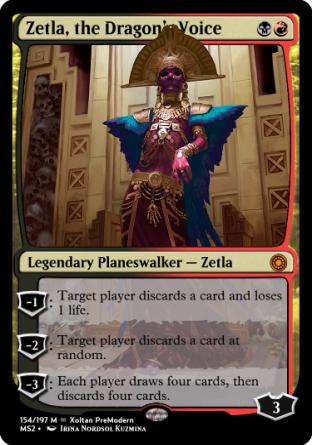 Zetla, the Dragon's Voice
Legendary Planeswalker — Zetla
-1: Target player discards a card and loses
1 life.
-2: Target player discards a card at
random.
-3: Each player draws four cards, then
discards four cards.
3
154/197 M ∞ Xoltan PreModern
MS2 • Irina Nordsol Kuzmina